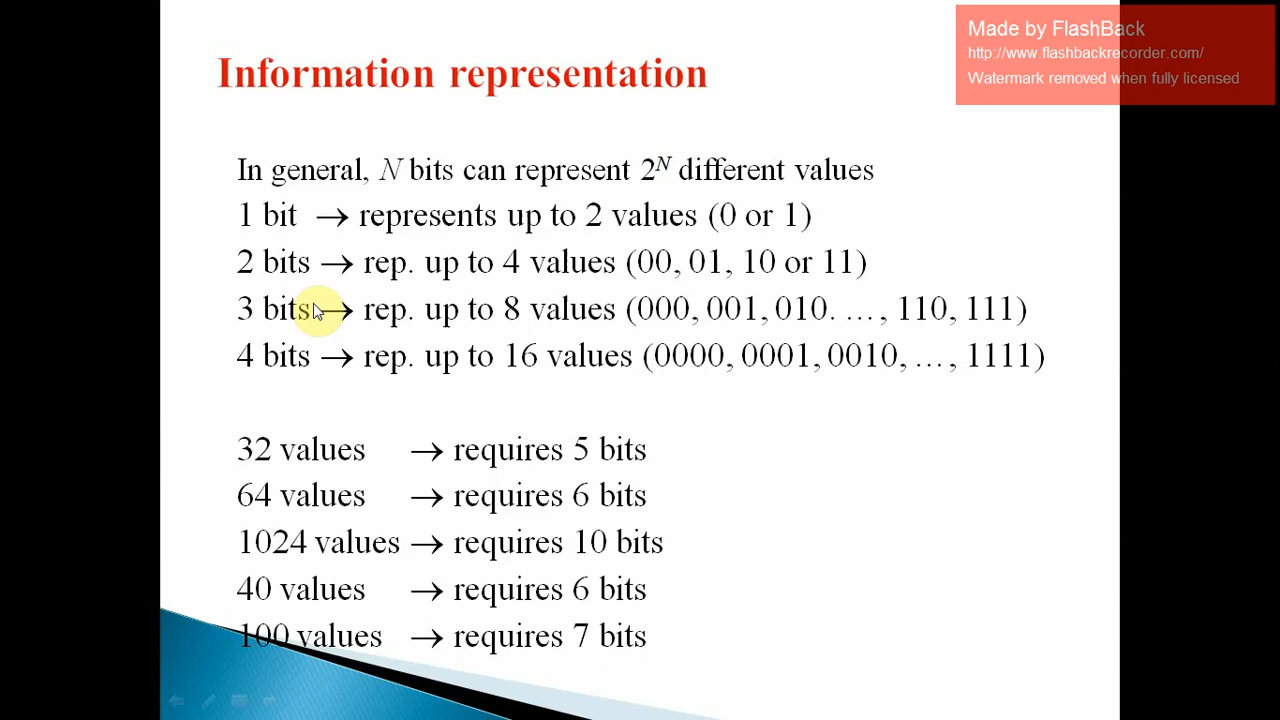 Made by FlashBack
http://www.flashbackrecorder.com/
Watermark removed when fully licensed
Information representation
In general, N bits can represent 2^N different values
1 bit → represents up to 2 values (0 or 1)
2 bits → rep. up to 4 values (00, 01, 10 or 11)
3 bits → rep. up to 8 values (000, 001, 010. …, 110, 111)
4 bits → rep. up to 16 values (0000, 0001, 0010, …, 1111)
32 values → requires 5 bits
64 values → requires 6 bits
1024 values → requires 10 bits
40 values → requires 6 bits
100 values → requires 7 bits